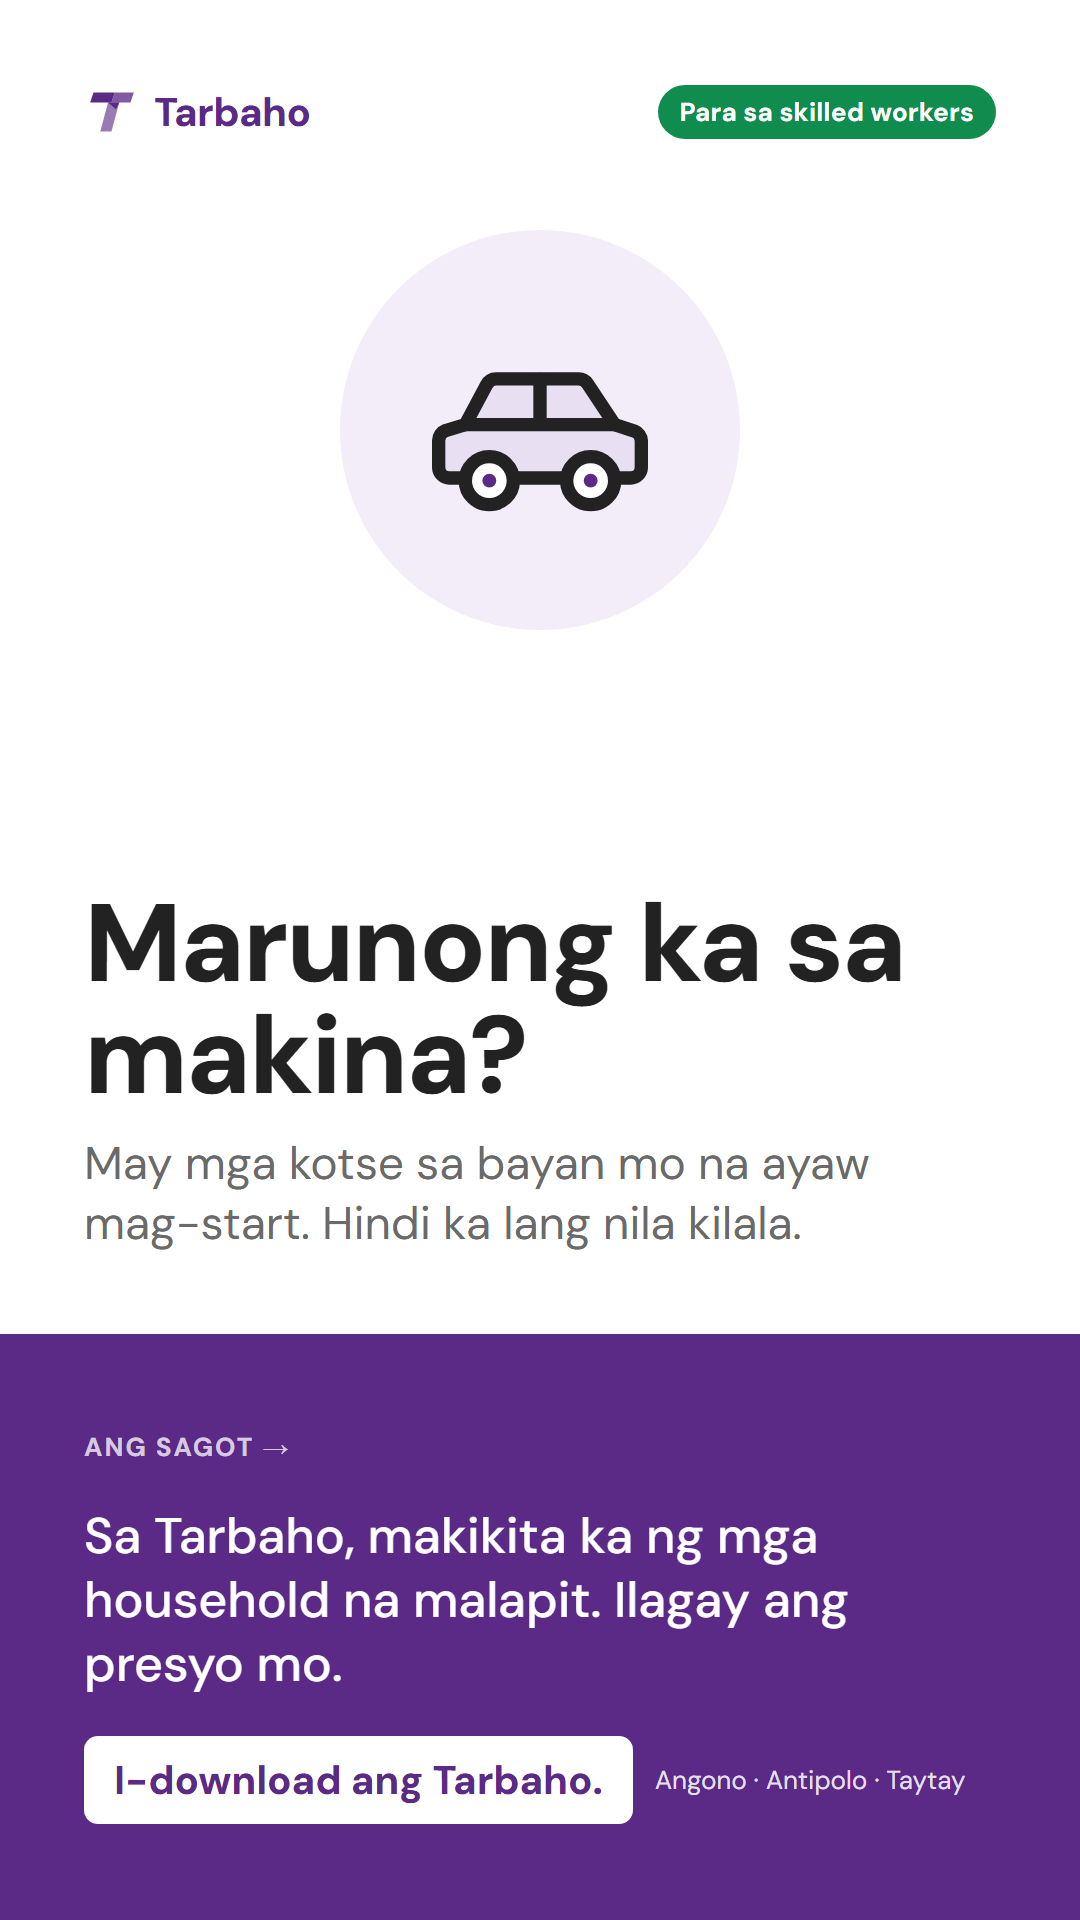 Tarbaho
Para sa skilled workers
Marunong ka sa
makina?
May mga kotse sa bayan mo na ayaw
mag-start. Hindi ka lang nila kilala.
ANG SAGOT →
Sa Tarbaho, makikita ka ng mga
household na malapit. Ilagay ang
presyo mo.
I-download ang Tarbaho.
Angono · Antipolo · Taytay